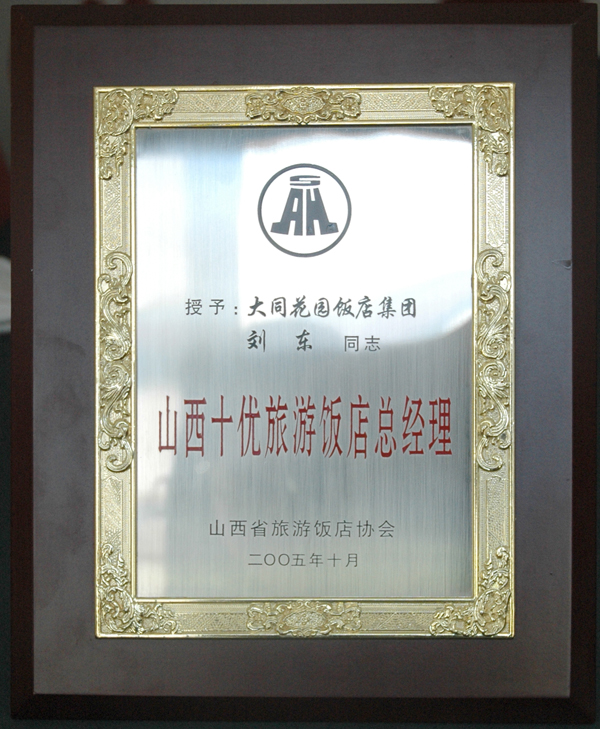 SAH
授予：大同花园饭店集团
刘东 同志
山西十优旅游饭店总经理
山西省旅游饭店协会
二〇〇五年十月